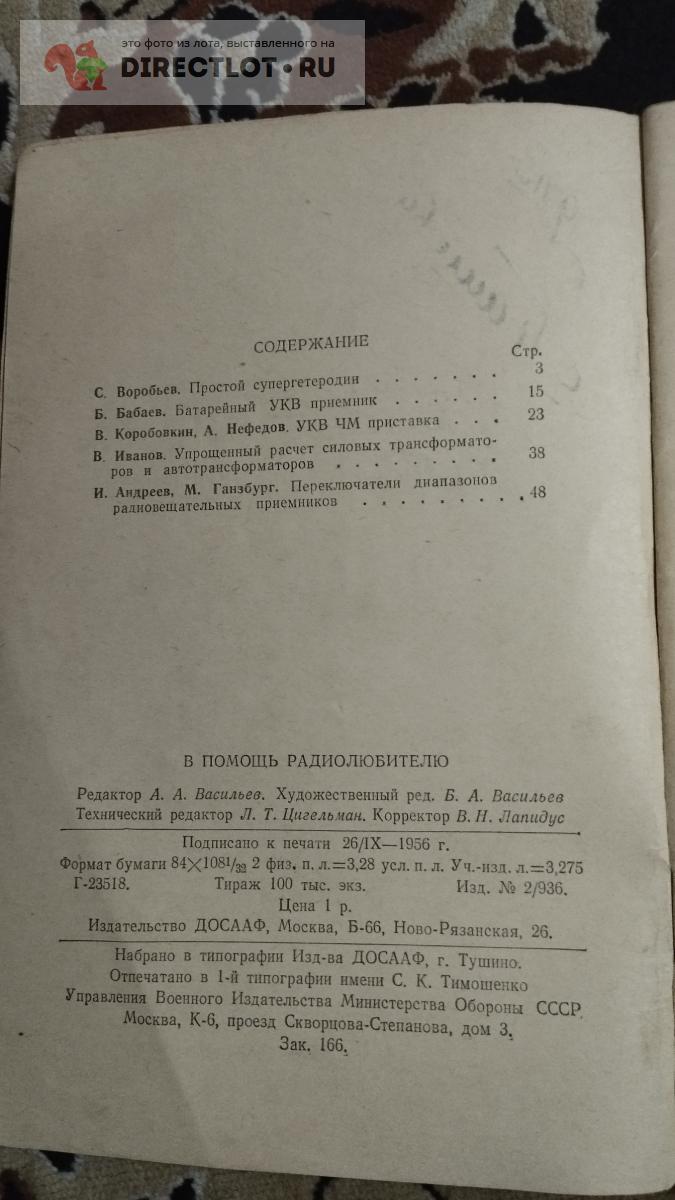 это фото из лота, выставленного на
DIRECTLOT.RU
СОДЕРЖАНИЕ
Стр.
С. Воробьев. Простой супергетеродин . . . . . . . 3
Б. Бабаев. Батарейный УКВ приемник . . . . . . 15
В. Коробовкин, А. Нефедов. УКВ ЧМ приставка . . . 23
В. Иванов. Упрощенный расчет силовых трансформато-
ров и автотрансформаторов . . . . . . . . 38
И. Андреев, М. Ганзбург. Переключатели диапазонов
радиовещательных приемников . . . . . . . . 48
В ПОМОЩЬ РАДИОЛЮБИТЕЛЮ
Редактор А. А. Васильев. Художественный ред. Б. А. Васильев
Технический редактор Л. Т. Цигельман. Корректор В. Н. Лапидус
Подписано к печати 26/IX—1956 г.
Формат бумаги 84×108 1/32 2 физ. п. л.=3,28 усл. п. л. Уч.-изд. л.=3,275
Г-23518. Тираж 100 тыс. экз. Изд. № 2/936.
Цена 1 р.
Издательство ДОСААФ, Москва, Б-66, Ново-Рязанская, 26.
Набрано в типографии Изд-ва ДОСААФ, г. Тушино.
Отпечатано в 1-й типографии имени С. К. Тимошенко
Управления Военного Издательства Министерства Обороны СССР.
Москва, К-6, проезд Скворцова-Степанова, дом 3.
Зак. 166.